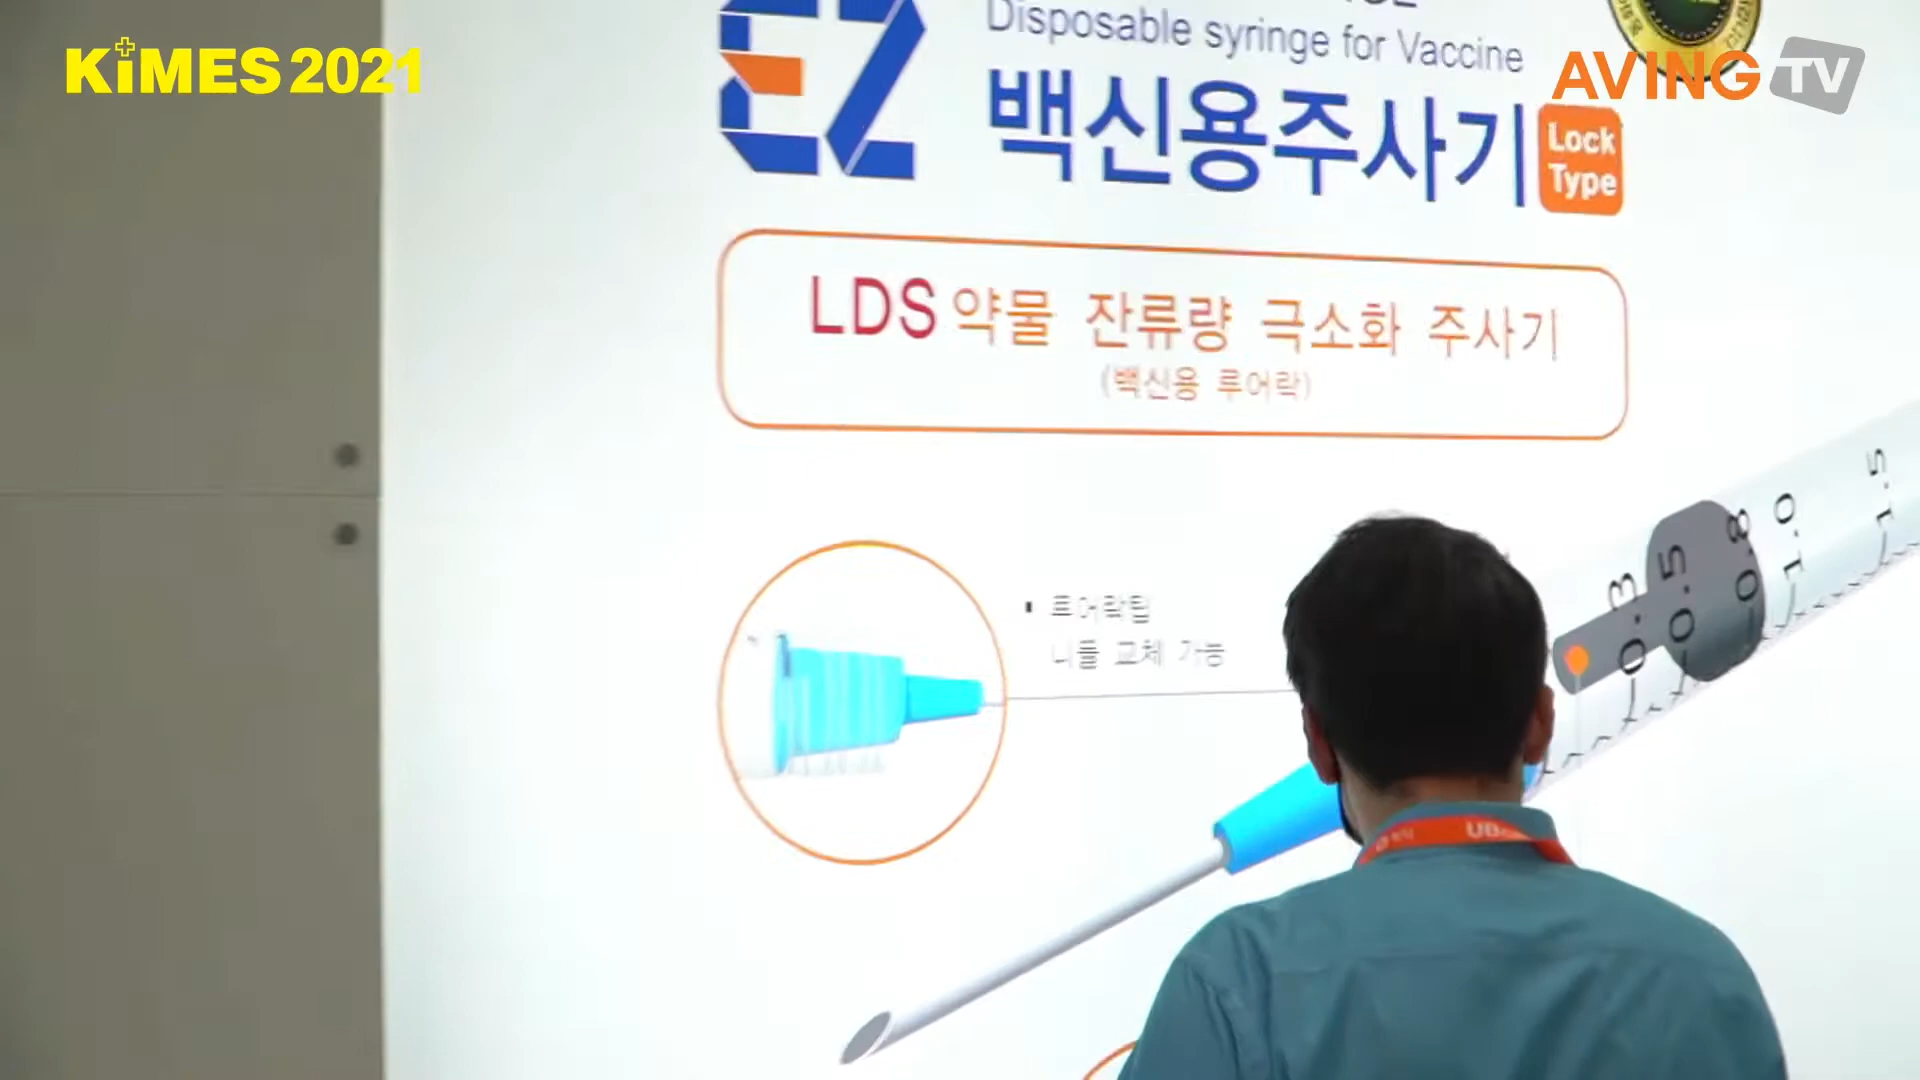 KiMES 2021
AVING TV
EZ
Disposable syringe for Vaccine
백신용주사기
Lock
Type
LDS 약물 잔류량 극소화 주사기
(백신용 루어락)
루어락팁
니들 교체 가능
0.3
0.5
0.8
1.0
1.5